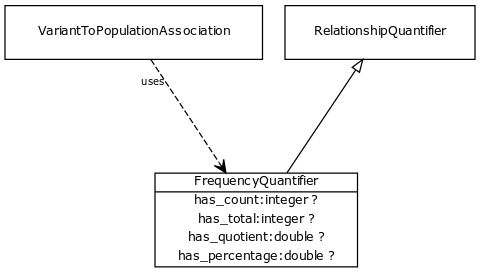 VariantToPopulationAssociation
RelationshipQuantifier
uses
FrequencyQuantifier
has_count:integer ?
has_total:integer ?
has_quotient:double ?
has_percentage:double ?